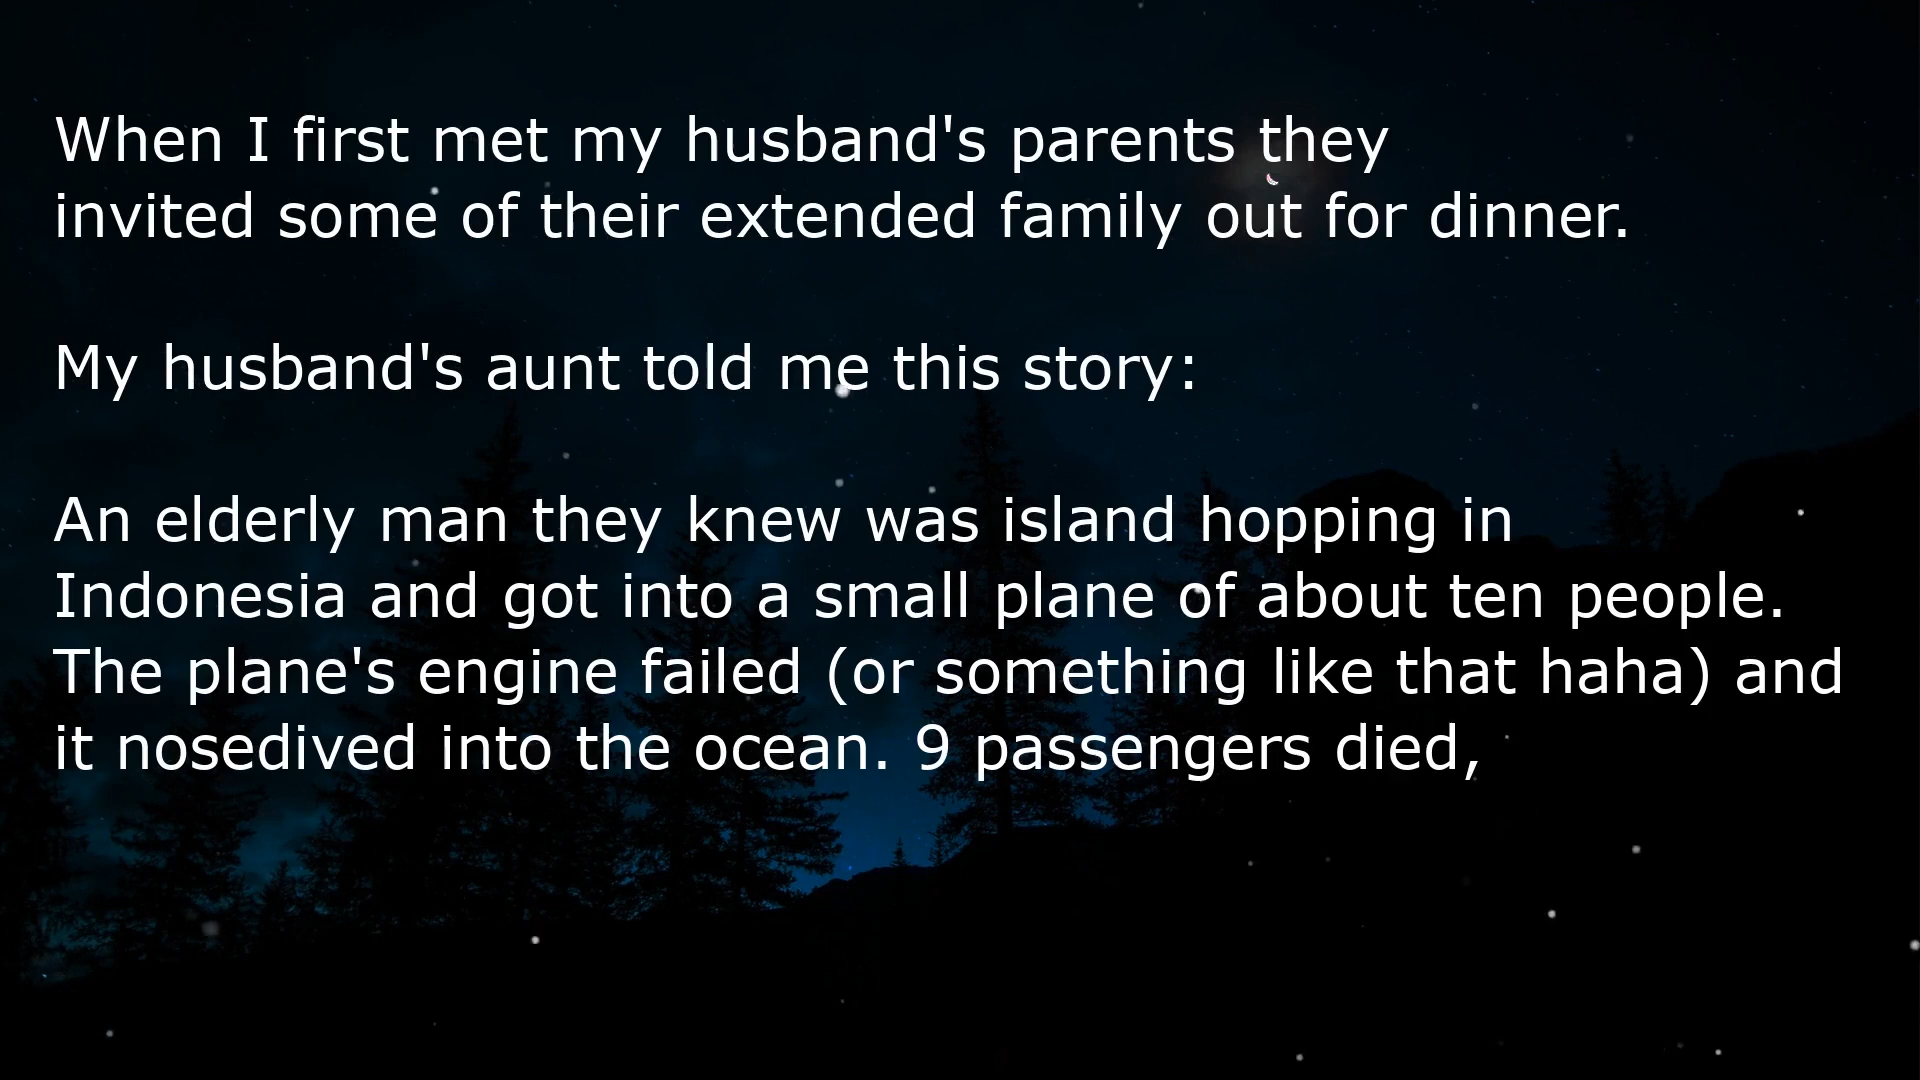 When I first met my husband's parents they
invited some of their extended family out for dinner.
My husband's aunt told me this story:
An elderly man they knew was island hopping in
Indonesia and got into a small plane of about ten people.
The plane's engine failed (or something like that haha) and
it nosedived into the ocean. 9 passengers died,